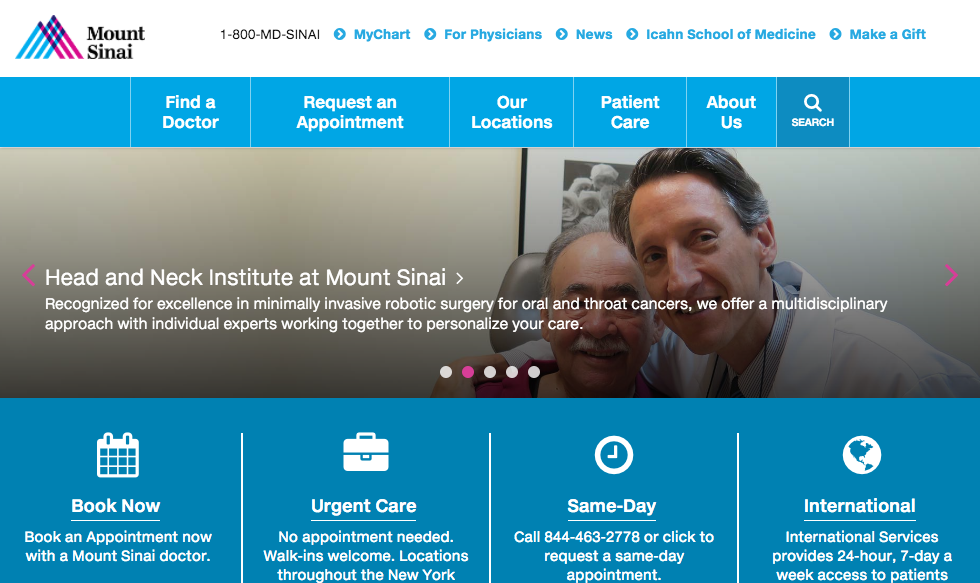 Mount
Sinai
1-800-MD-SINAI MyChart For Physicians News Icahn School of Medicine Make a Gift
Find a
Doctor
Request an
Appointment
Our
Locations
Patient
Care
About
Us
SEARCH
Head and Neck Institute at Mount Sinai
Recognized for excellence in minimally invasive robotic surgery for oral and throat cancers, we offer a multidisciplinary
approach with individual experts working together to personalize your care.
Book Now
Book an Appointment now
with a Mount Sinai doctor.
Urgent Care
No appointment needed.
Walk-ins welcome. Locations
throughout the New York
Same-Day
Call 844-463-2778 or click to
request a same-day
appointment.
International
International Services
provides 24-hour, 7-day a
week access to patients